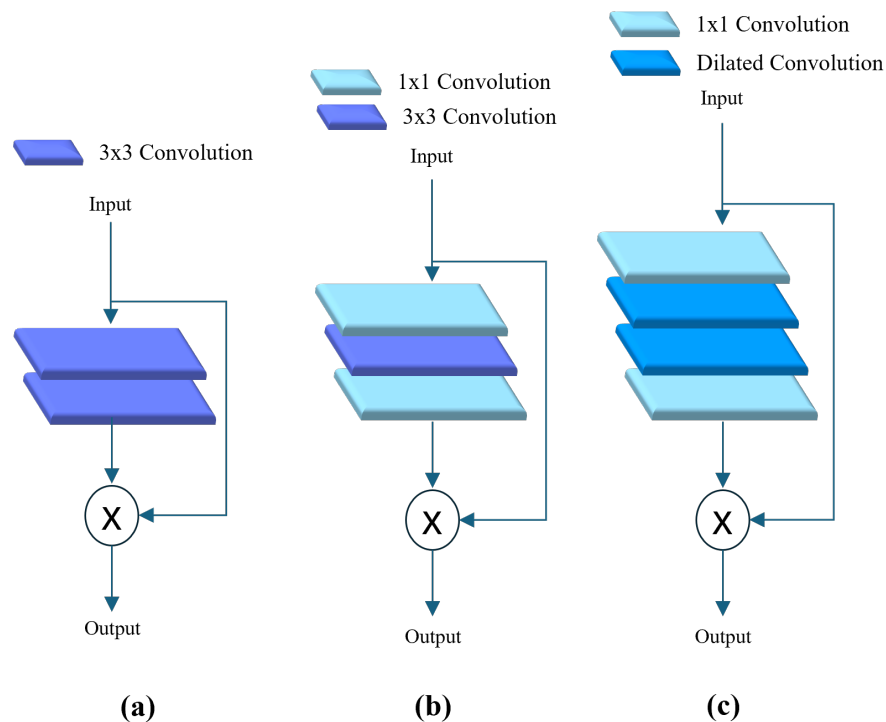 3x3 Convolution
Input
X
Output
(a)
1x1 Convolution
3x3 Convolution
Input
X
Output
(b)
1x1 Convolution
Dilated Convolution
Input
X
Output
(c)